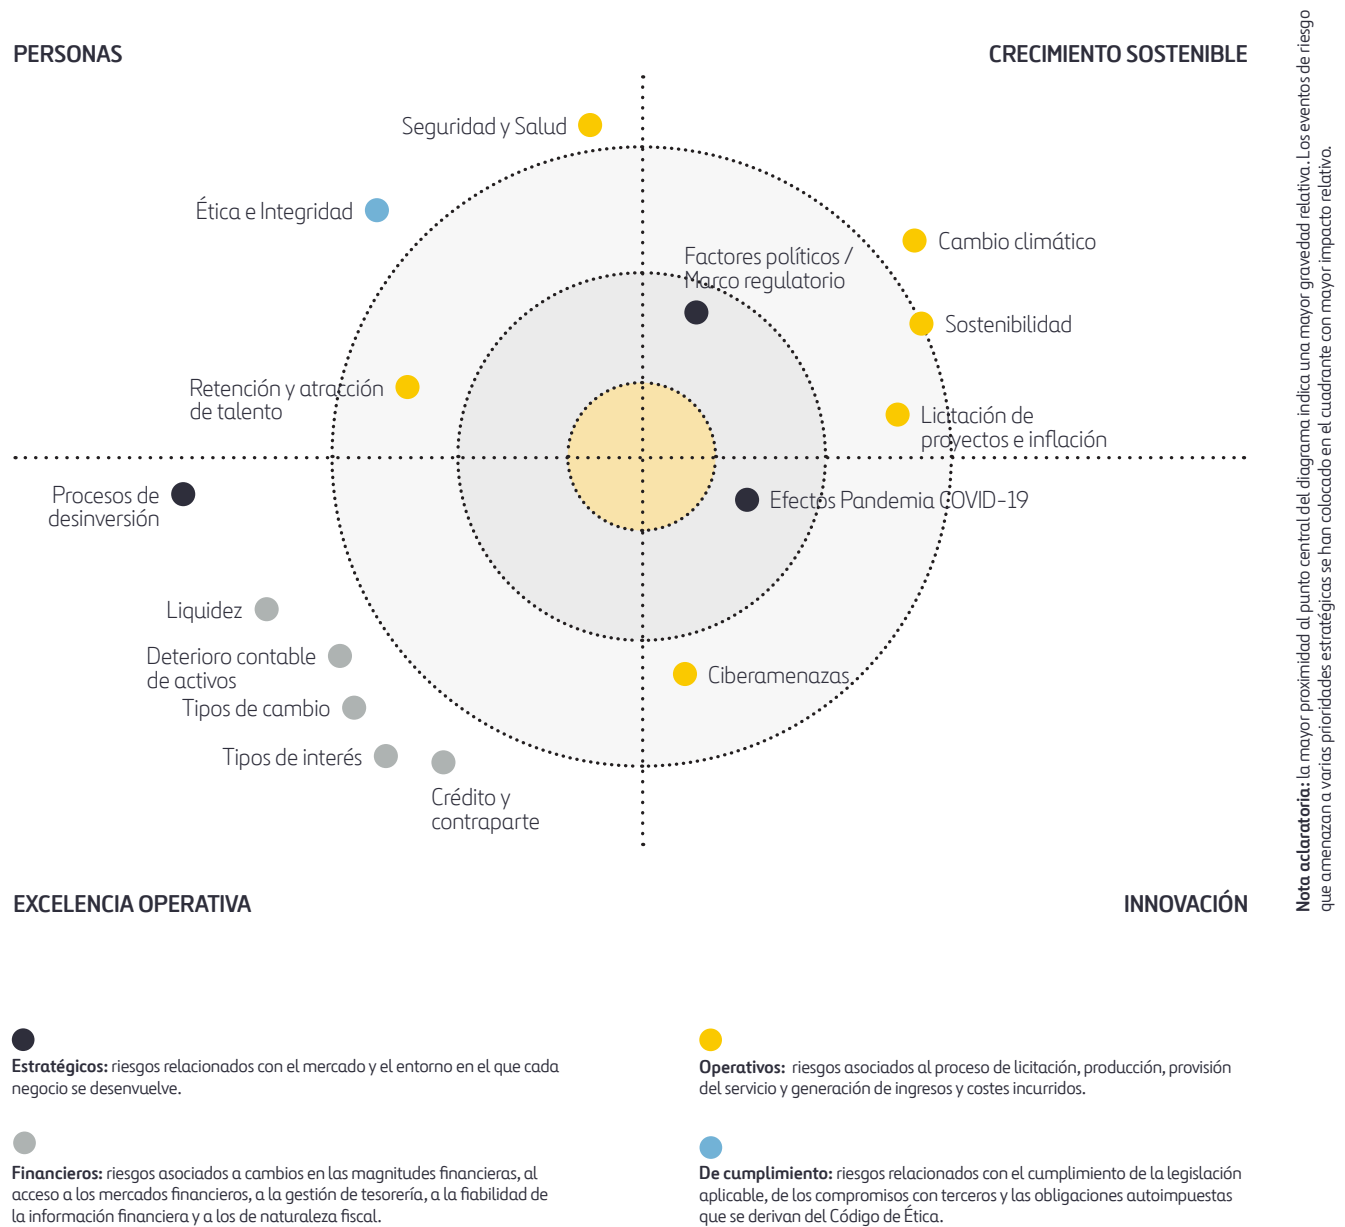 PERSONAS
CRECIMIENTO SOSTENIBLE
Seguridad y Salud
Ética e Integridad
Cambio climático
Factores políticos /
Marco regulatorio
Sostenibilidad
Retención y atracción
de talento
Licitación de
proyectos e inflación
Procesos de
desinversión
Efectos Pandemia COVID-19
Liquidez
Deterioro contable
de activos
Ciberamenazas
Tipos de cambio
Tipos de interés
Crédito y
contraparte
EXCELENCIA OPERATIVA
INNOVACIÓN
Nota aclaratoria: la mayor proximidad al punto central del diagrama indica una mayor gravedad relativa. Los eventos de riesgo
que amenazan a varias prioridades estratégicas se han colocado en el cuadrante con mayor impacto relativo.
Estratégicos: riesgos relacionados con el mercado y el entorno en el que cada
negocio se desenvuelve.
Operativos: riesgos asociados al proceso de licitación, producción, provisión
del servicio y generación de ingresos y costes incurridos.
Financieros: riesgos asociados a cambios en las magnitudes financieras, al
acceso a los mercados financieros, a la gestión de tesorería, a la fiabilidad de
la información financiera y a los de naturaleza fiscal.
De cumplimiento: riesgos relacionados con el cumplimiento de la legislación
aplicable, de los compromisos con terceros y las obligaciones autoimpuestas
que se derivan del Código de Ética.